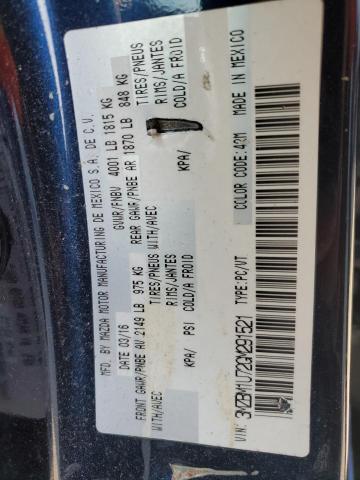 MFD. BY MAZDA MOTOR MANUFACTURING DE MEXICO S.A. DE C.V.
DATE 03/16 GVWR/PNBV 4001 LB 1815 KG
FRONT GAWR/PNBE AV 2149 LB 975 KG REAR GAWR/PNBE AR 1870 LB 848 KG
WITH/AVEC TIRES/PNEUS WITH/AVEC TIRES/PNEUS
RIMS/JANTES RIMS/JANTES
KPA/ PSI COLD/A FROID KPA/ COLD/A FROID
VIN: TYPE:PC/VT COLOR CODE:42M MADE IN MEXICO